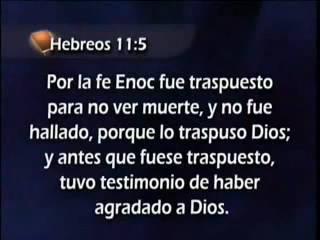 Hebreos 11:5
Por la fe Enoc fue traspuesto
para no ver muerte, y no fue
hallado, porque lo traspuso Dios;
y antes que fuese traspuesto,
tuvo testimonio de haber
agradado a Dios.